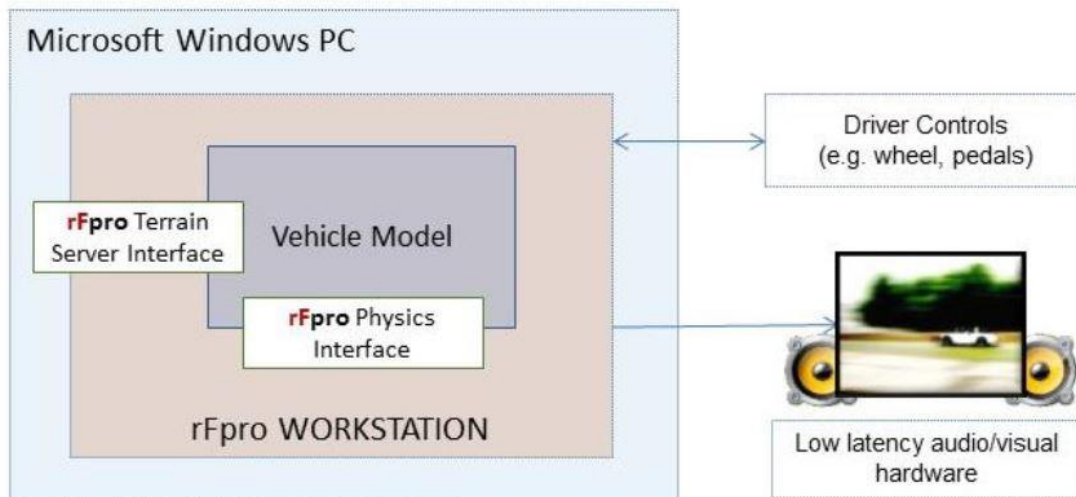 Microsoft Windows PC
Driver Controls
(e.g. wheel, pedals)
rFpro Terrain
Server Interface
Vehicle Model
rFpro Physics
Interface
rFpro WORKSTATION
Low latency audio/visual
hardware